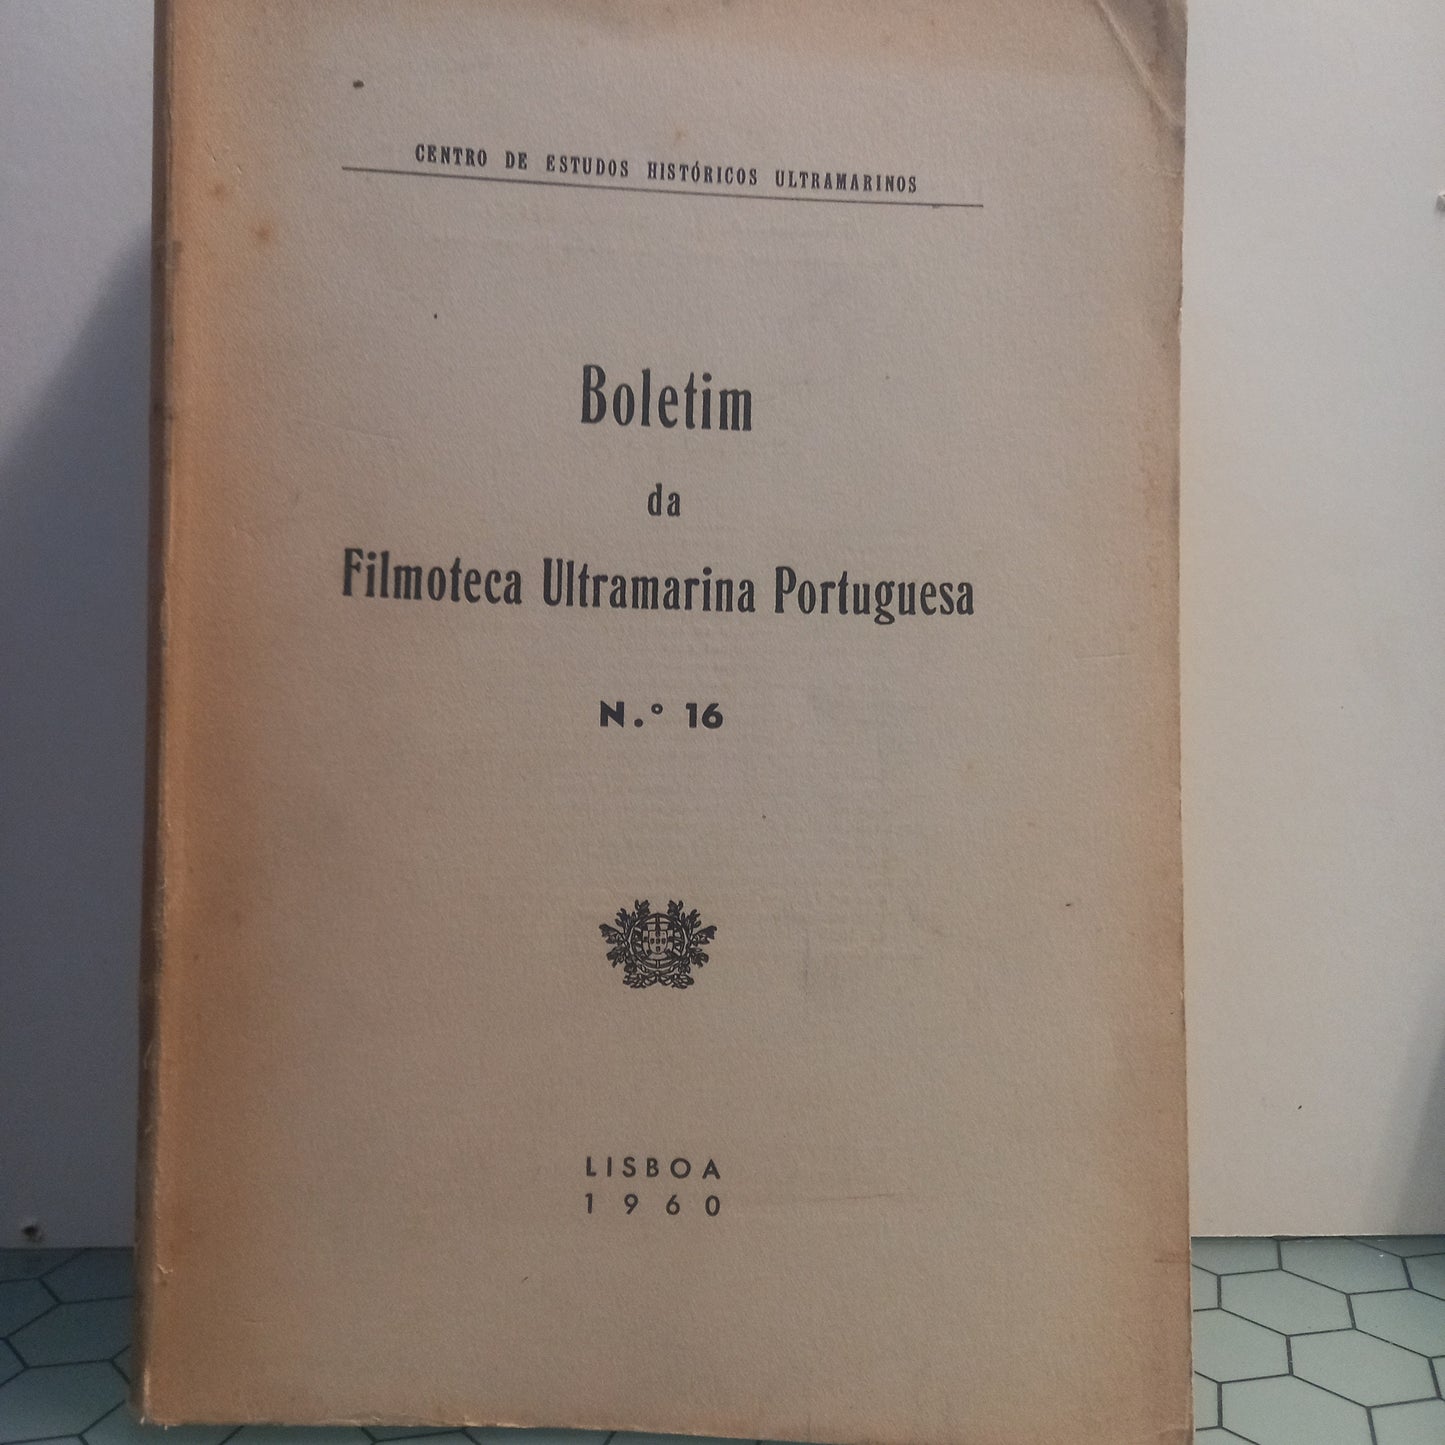 CENTRO DE ESTUDOS HISTÓRICOS ULTRAMARINOS
Boletim
da
Filmoteca Ultramarina Portuguesa
N.º 16
LISBOA
1960